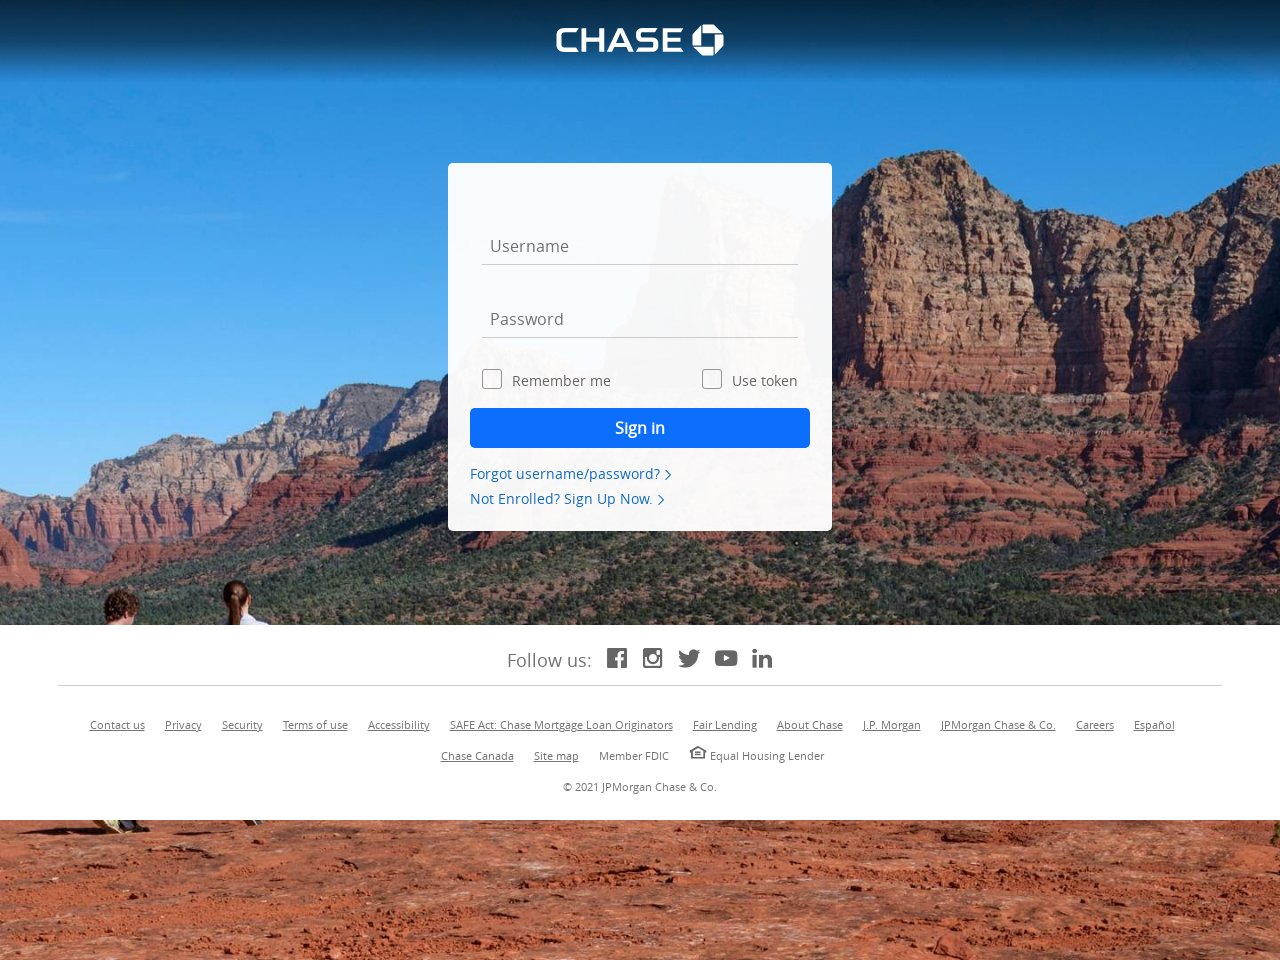 CHASE
Username
Password
Remember me Use token
Sign in
Forgot username/password?
Not Enrolled? Sign Up Now.
Follow us:
Contact us Privacy Security Terms of use Accessibility SAFE Act: Chase Mortgage Loan Originators Fair Lending About Chase J.P. Morgan JPMorgan Chase & Co. Careers Español
Chase Canada Site map Member FDIC Equal Housing Lender
© 2021 JPMorgan Chase & Co.